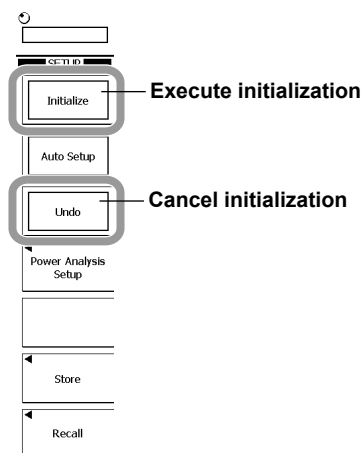 SETUP
Initialize
Execute initialization
Auto Setup
Undo
Cancel initialization
Power Analysis
Setup
Store
Recall